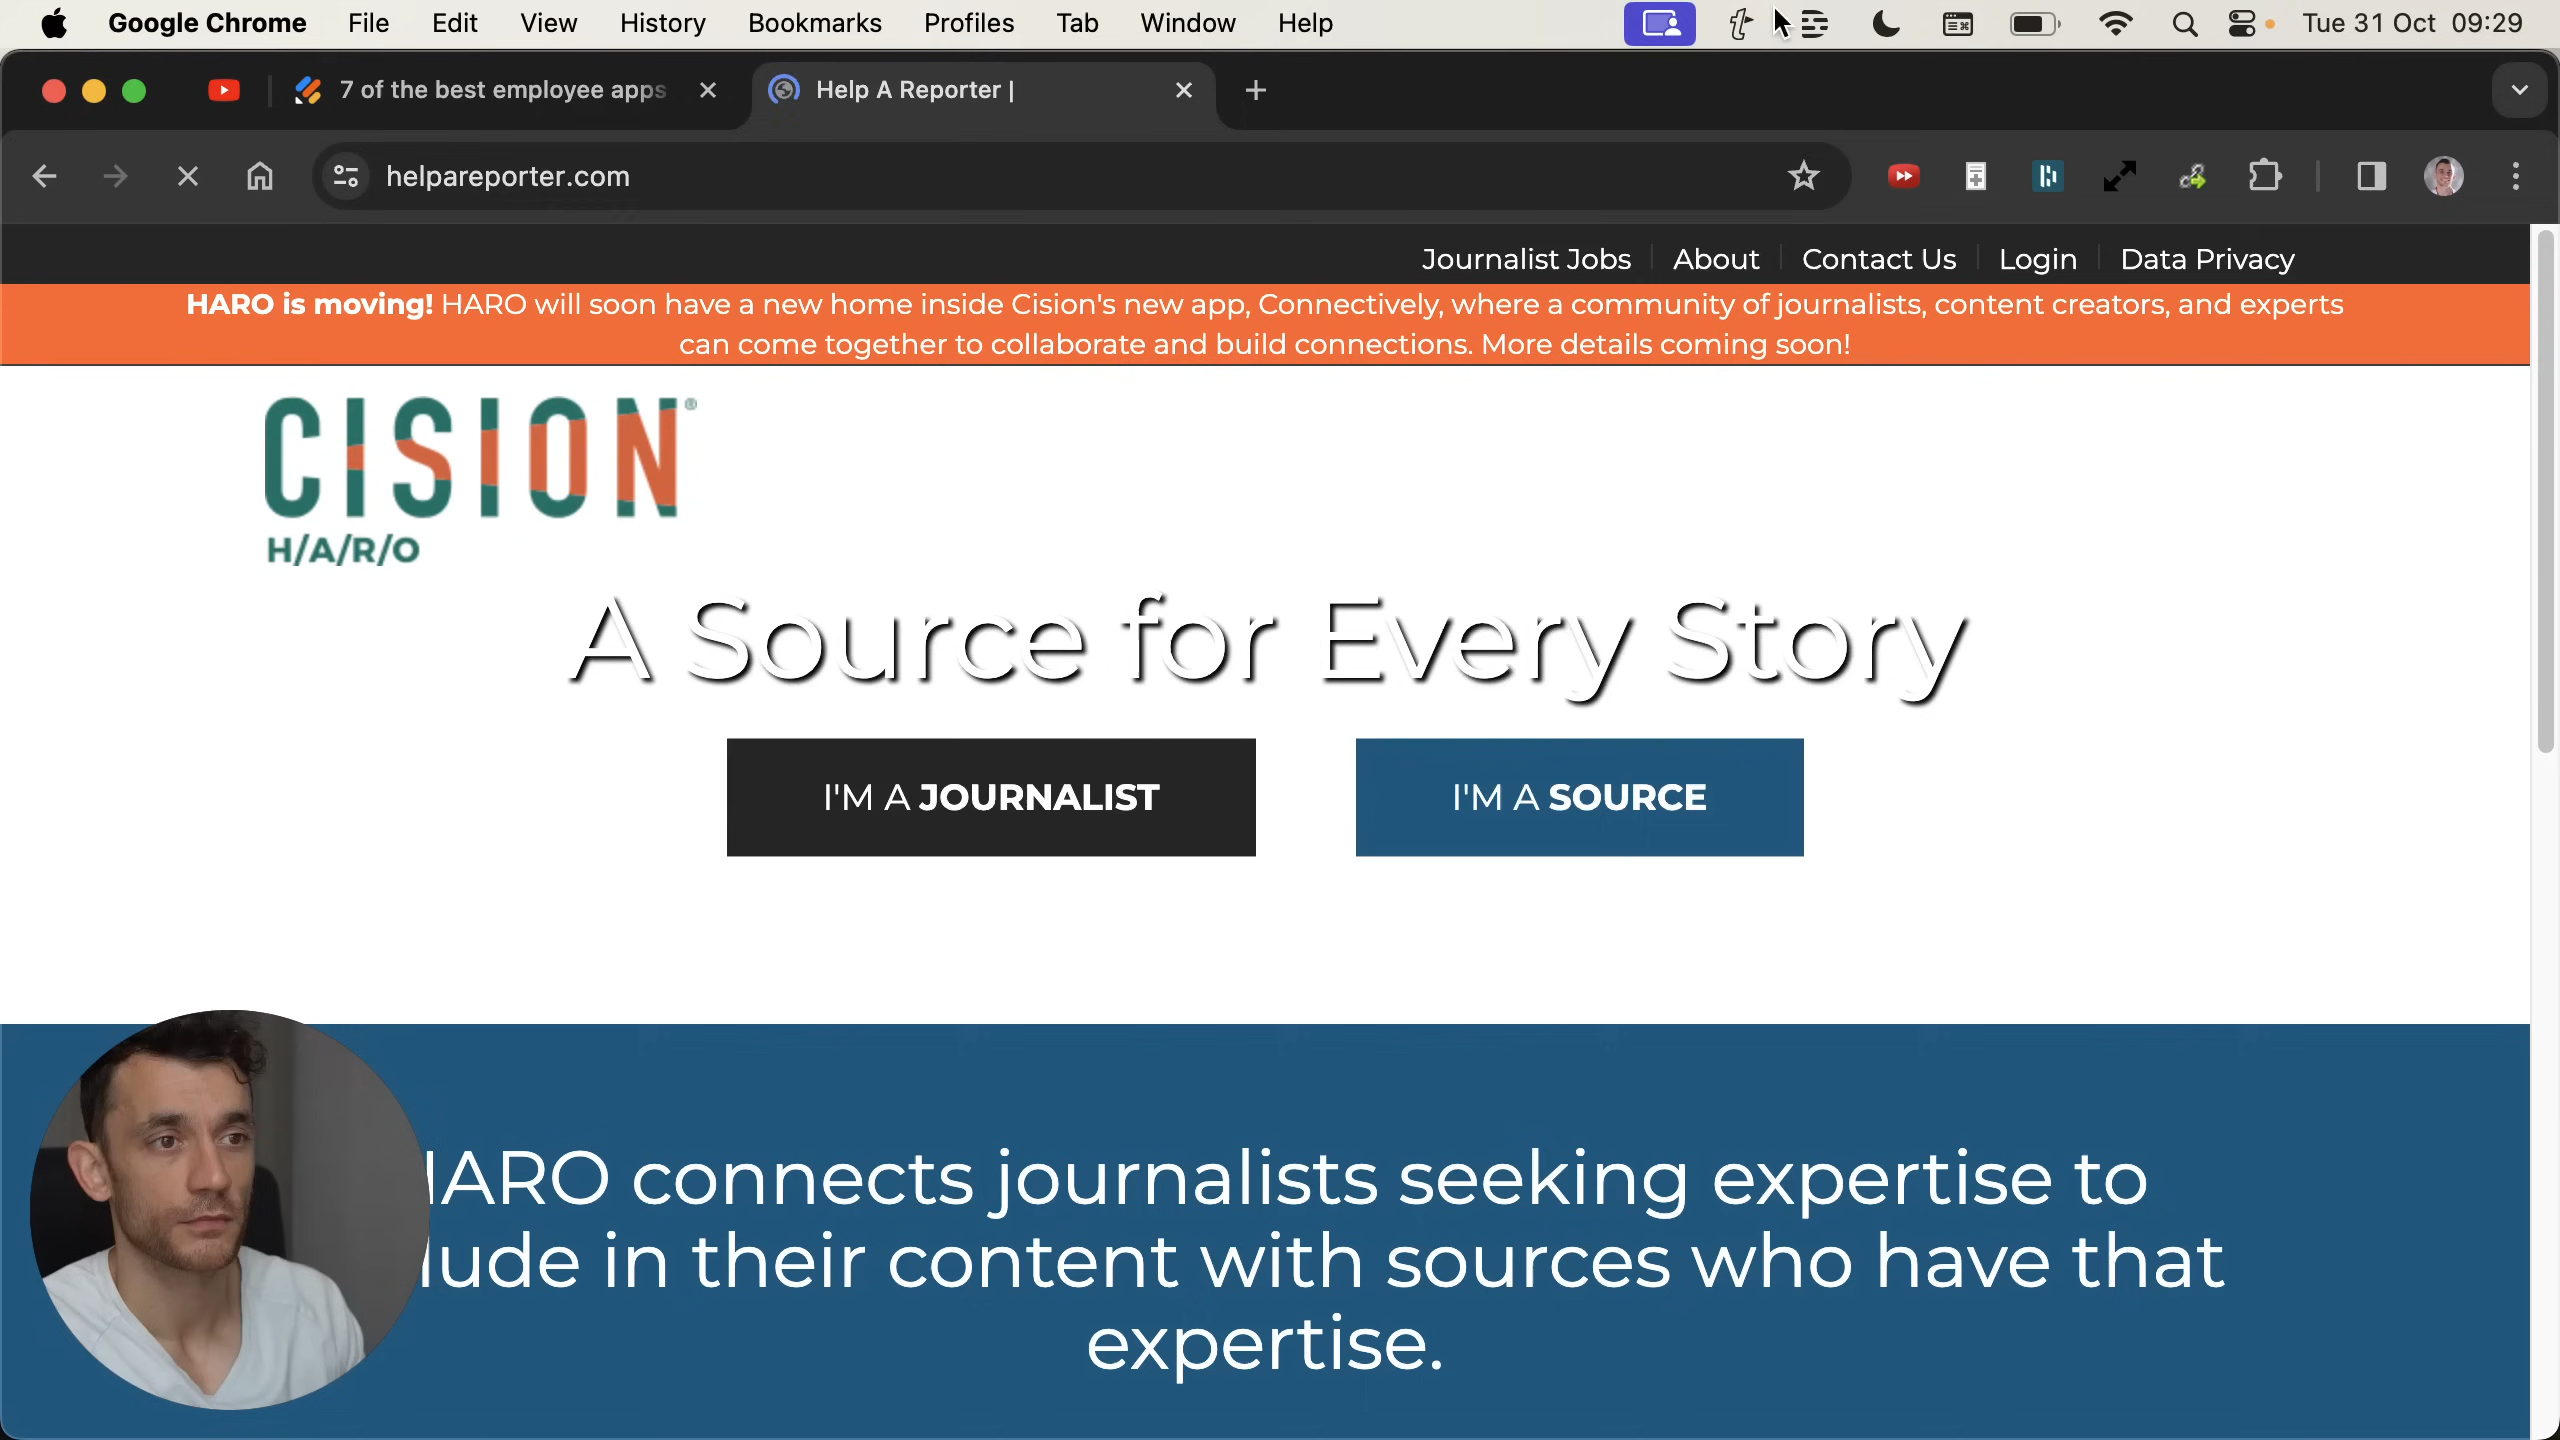 Google Chrome File Edit View History Bookmarks Profiles Tab Window Help Tue 31 Oct 09:29
7 of the best employee apps
Help A Reporter |
helpareporter.com
Journalist Jobs About Contact Us Login Data Privacy
HARO is moving! HARO will soon have a new home inside Cision's new app, Connectively, where a community of journalists, content creators, and experts
can come together to collaborate and build connections. More details coming soon!
CISION
H/A/R/O
A Source for Every Story
I'M A JOURNALIST
I'M A SOURCE
ARO connects journalists seeking expertise to
lude in their content with sources who have that
expertise.